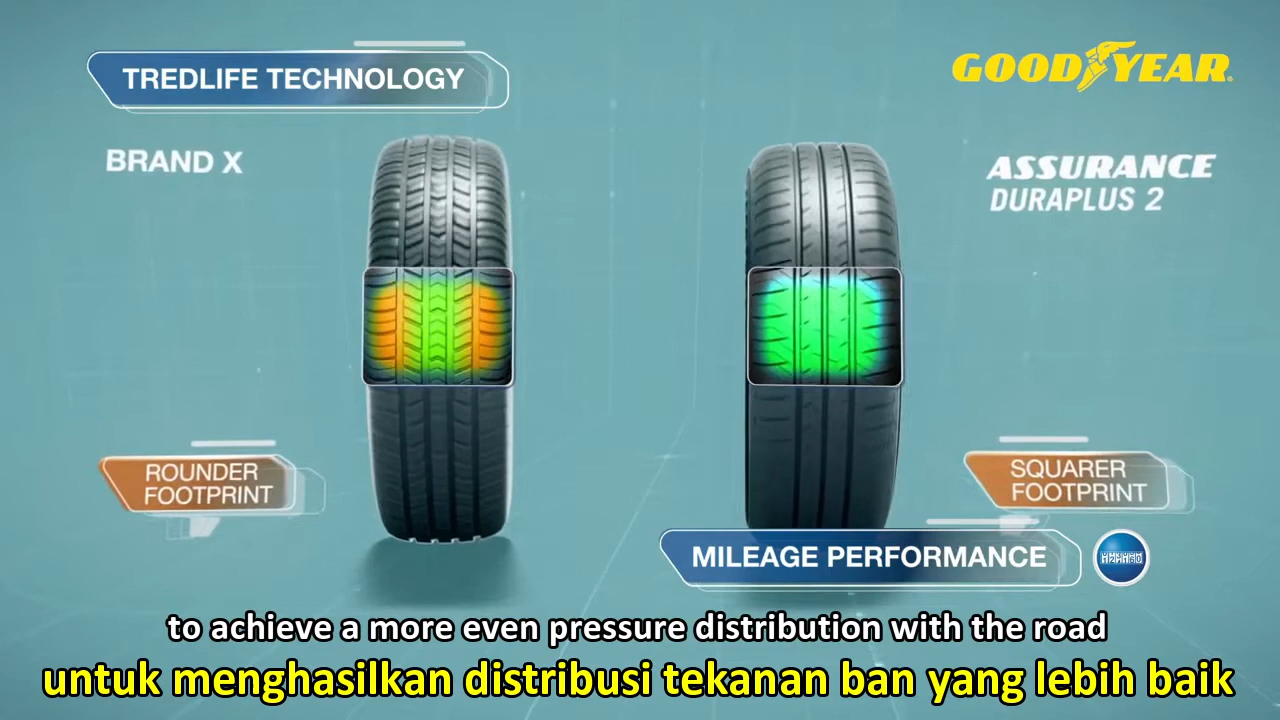 TREDLIFE TECHNOLOGY
GOODYEAR
BRAND X
ASSURANCE
DURAPLUS 2
ROUNDER
FOOTPRINT
SQUARER
FOOTPRINT
MILEAGE PERFORMANCE
to achieve a more even pressure distribution with the road
untuk menghasilkan distribusi tekanan ban yang lebih baik